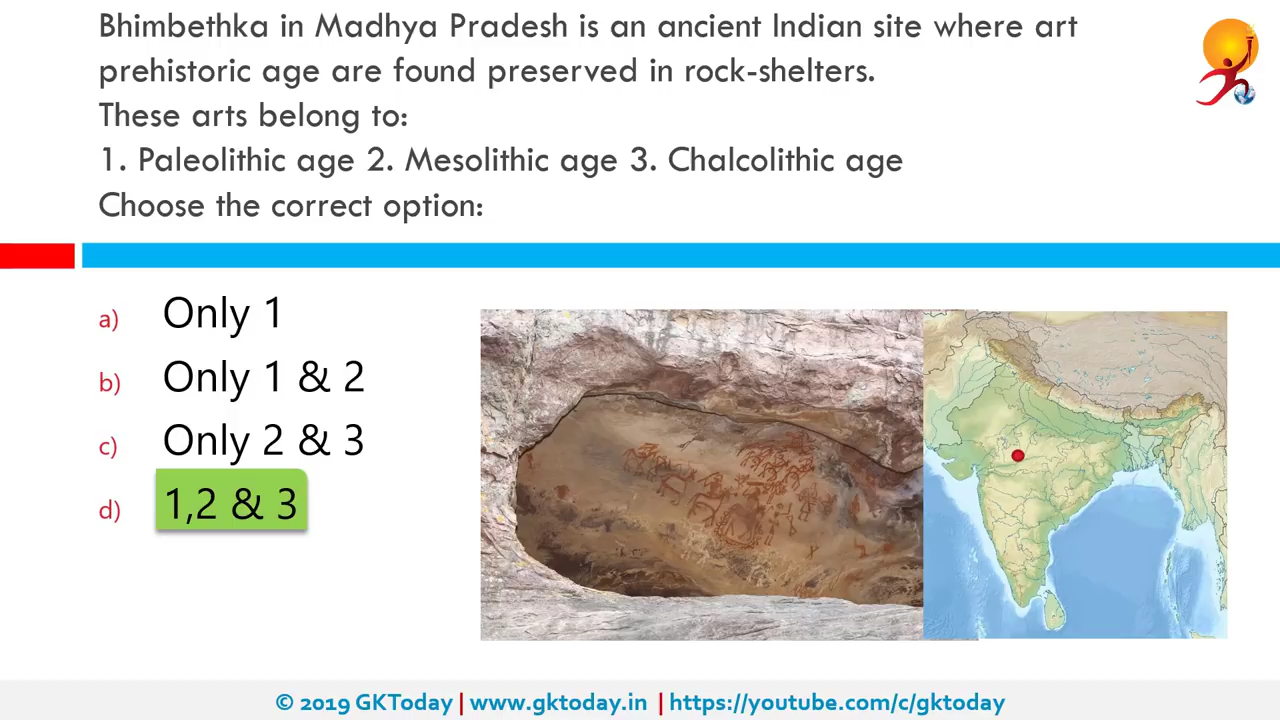 Bhimbethka in Madhya Pradesh is an ancient Indian site where art
prehistoric age are found preserved in rock-shelters.
These arts belong to:
1. Paleolithic age 2. Mesolithic age 3. Chalcolithic age
Choose the correct option:
a) Only 1
b) Only 1 & 2
c) Only 2 & 3
d) 1,2 & 3
© 2019 GKToday | www.gktoday.in | https://youtube.com/c/gktoday